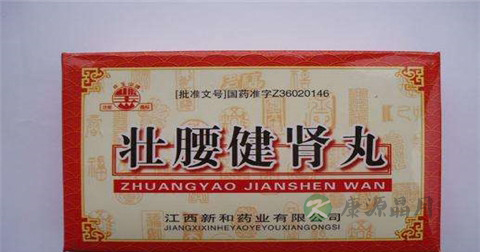 [批准文号]国药准字Z36020146
壮腰健肾丸
ZHUANGYAO JIANSHEN WAN
江西新和药业有限公司
JIANGXIXINHEYAOYEYOUXIANGONGSI
康源晶月